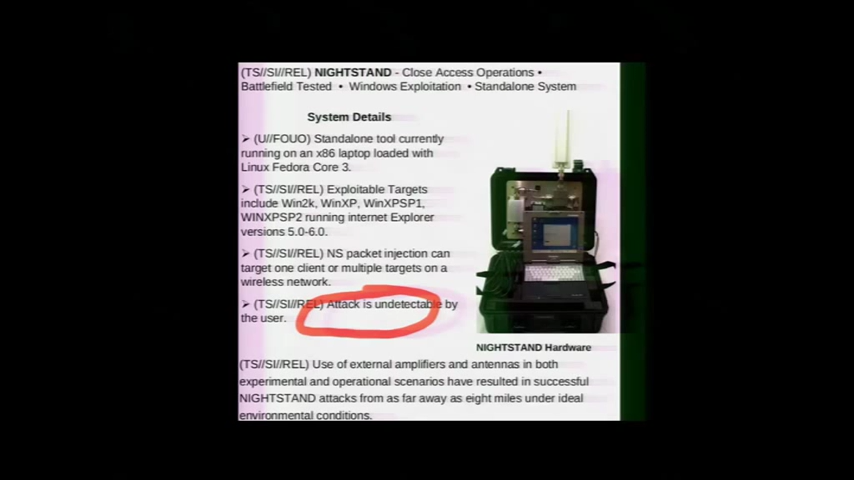 (TS//SI//REL) NIGHTSTAND - Close Access Operations •
Battlefield Tested • Windows Exploitation • Standalone System
System Details
➢ (U//FOUO) Standalone tool currently
running on an x86 laptop loaded with
Linux Fedora Core 3.
➢ (TS//SI//REL) Exploitable Targets
include Win2k, WinXP, WinXPSP1,
WINXPSP2 running internet Explorer
versions 5.0-6.0.
➢ (TS//SI//REL) NS packet injection can
target one client or multiple targets on a
wireless network.
➢ (TS//SI//REL) Attack is undetectable by
the user.
NIGHTSTAND Hardware
(TS//SI//REL) Use of external amplifiers and antennas in both
experimental and operational scenarios have resulted in successful
NIGHTSTAND attacks from as far away as eight miles under ideal
environmental conditions.